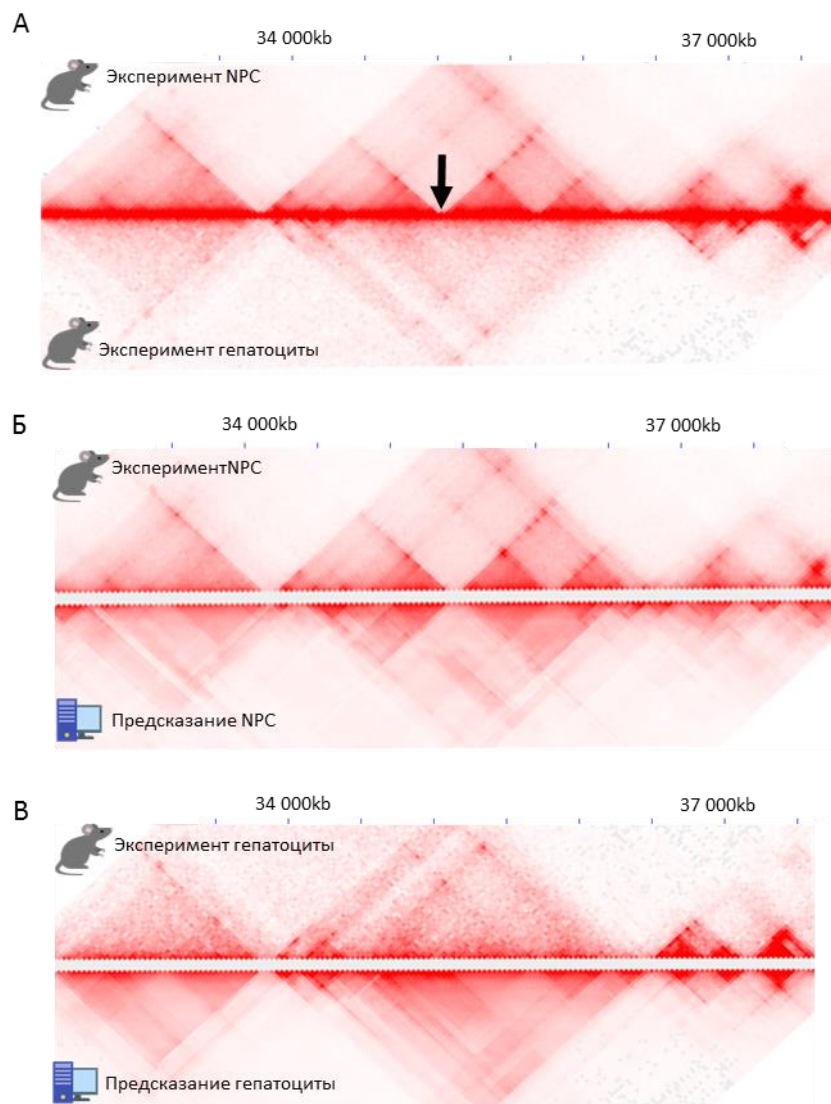 А
34 000kb 37 000kb
Эксперимент NPC
Эксперимент гепатоциты
Б
34 000kb 37 000kb
ЭкспериментNPC
Предсказание NPC
В
34 000kb 37 000kb
Эксперимент гепатоциты
Предсказание гепатоциты